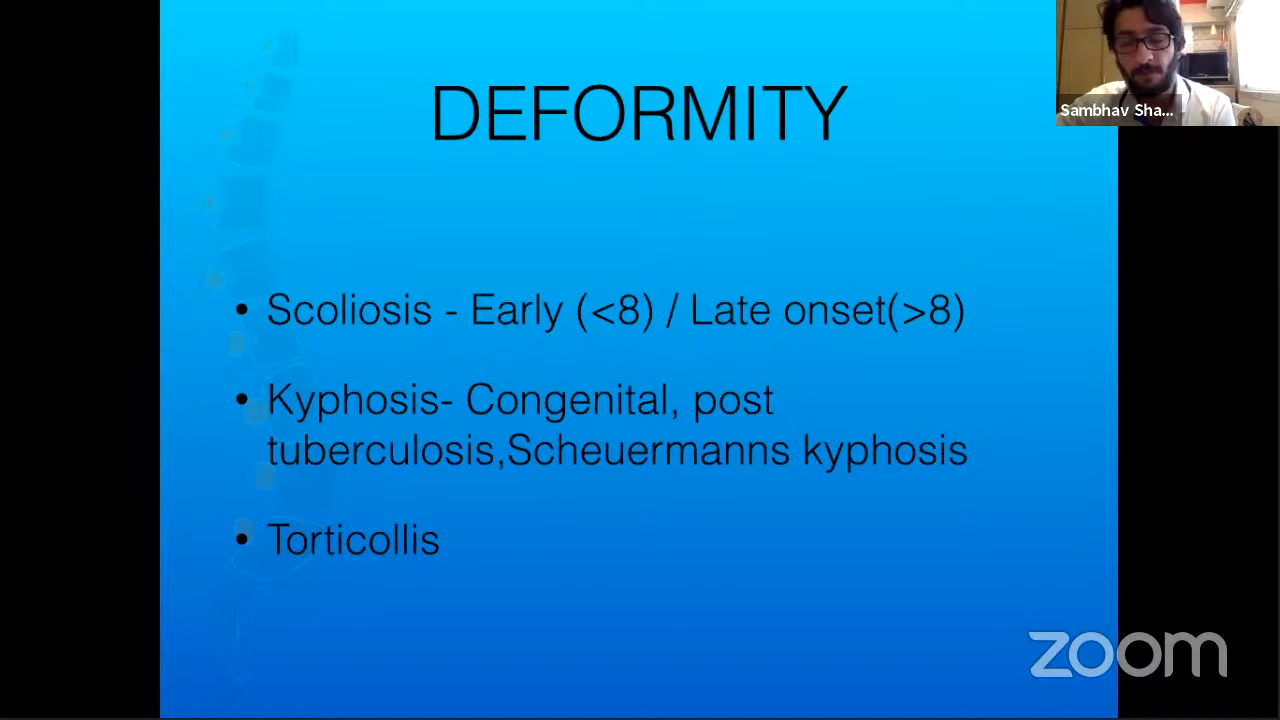 DEFORMITY
Sambhav Sha...
• Scoliosis - Early (<8) / Late onset(>8)
• Kyphosis- Congenital, post
tuberculosis,Scheuermanns kyphosis
• Torticollis
zoom